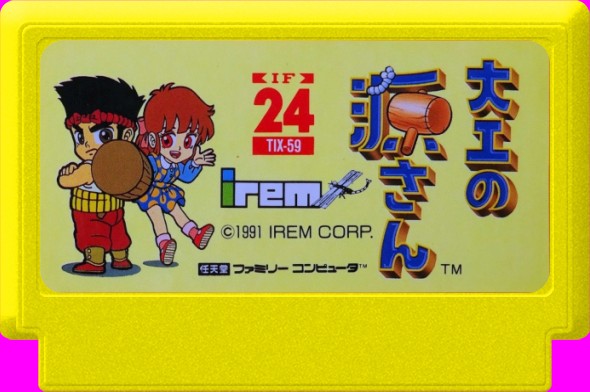 大工の
源さん
TM
IF
24
TIX-59
irem
©1991 IREM CORP.
任天堂 ファミリー コンピュータ™